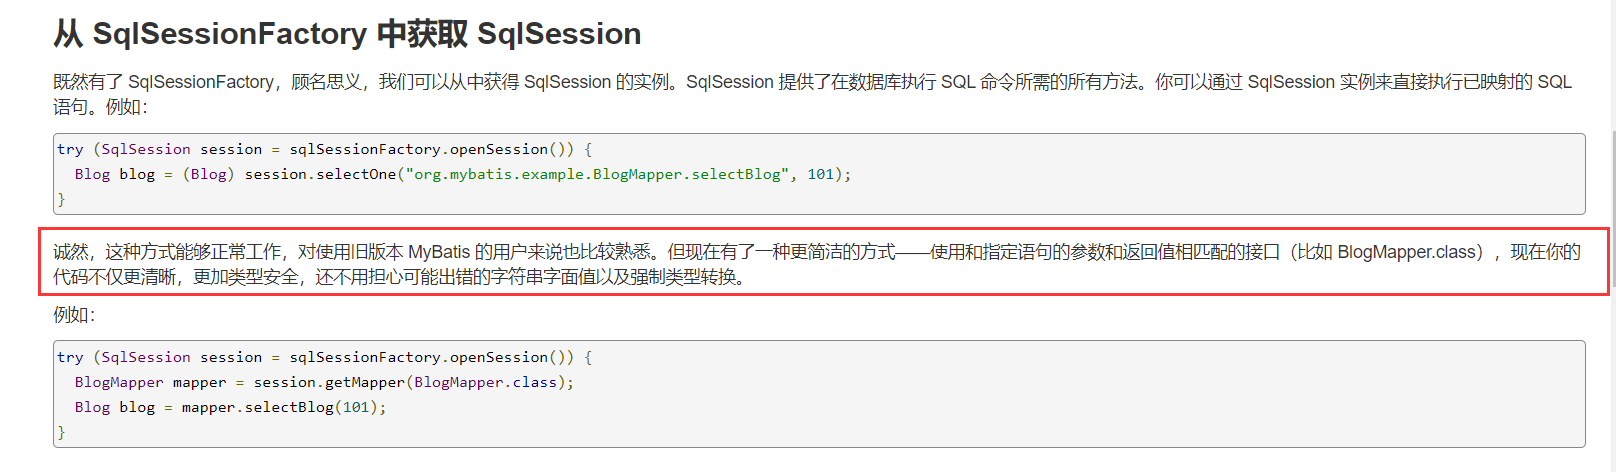 从 SqlSessionFactory 中获取 SqlSession
既然有了 SqlSessionFactory，顾名思义，我们可以从中获得 SqlSession 的实例。SqlSession 提供了在数据库执行 SQL 命令所需的所有方法。你可以通过 SqlSession 实例来直接执行已映射的 SQL
语句。例如：
try (SqlSession session = sqlSessionFactory.openSession()) {
  Blog blog = (Blog) session.selectOne("org.mybatis.example.BlogMapper.selectBlog", 101);
}
诚然，这种方式能够正常工作，对使用旧版本 MyBatis 的用户来说也比较熟悉。但现在有了一种更简洁的方式——使用和指定语句的参数和返回值相匹配的接口（比如 BlogMapper.class），现在你的
代码不仅更清晰，更加类型安全，还不用担心可能出错的字符串字面值以及强制类型转换。
例如：
try (SqlSession session = sqlSessionFactory.openSession()) {
  BlogMapper mapper = session.getMapper(BlogMapper.class);
  Blog blog = mapper.selectBlog(101);
}